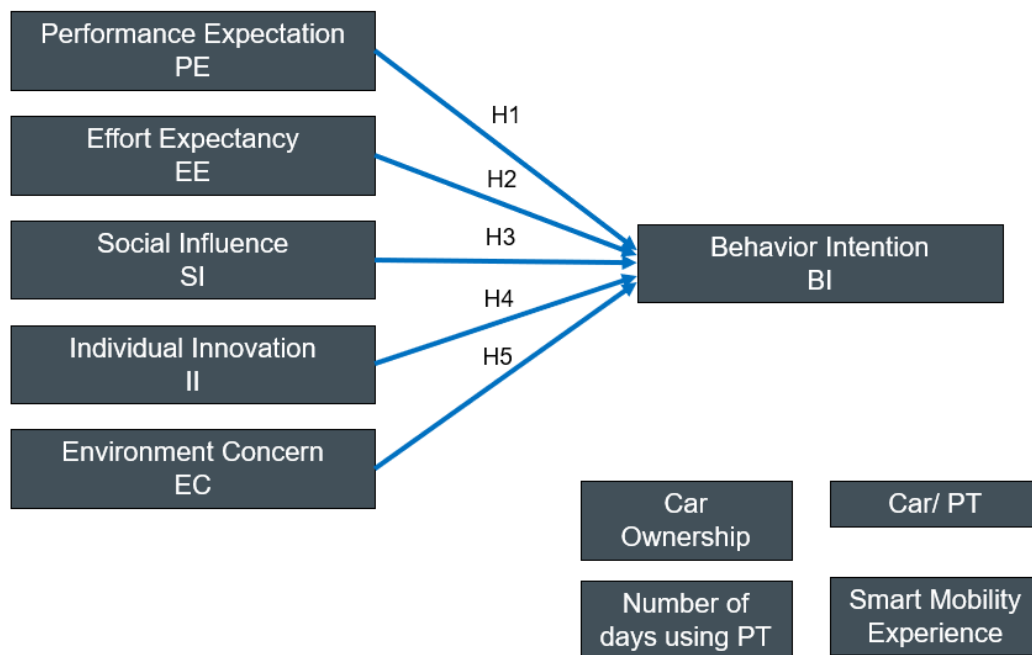 Performance Expectation
PE
H1
Effort Expectancy
EE
H2
Social Influence
SI
H3
Behavior Intention
BI
Individual Innovation
II
H4
H5
Environment Concern
EC
Car
Ownership
Car/ PT
Number of
days using PT
Smart Mobility
Experience